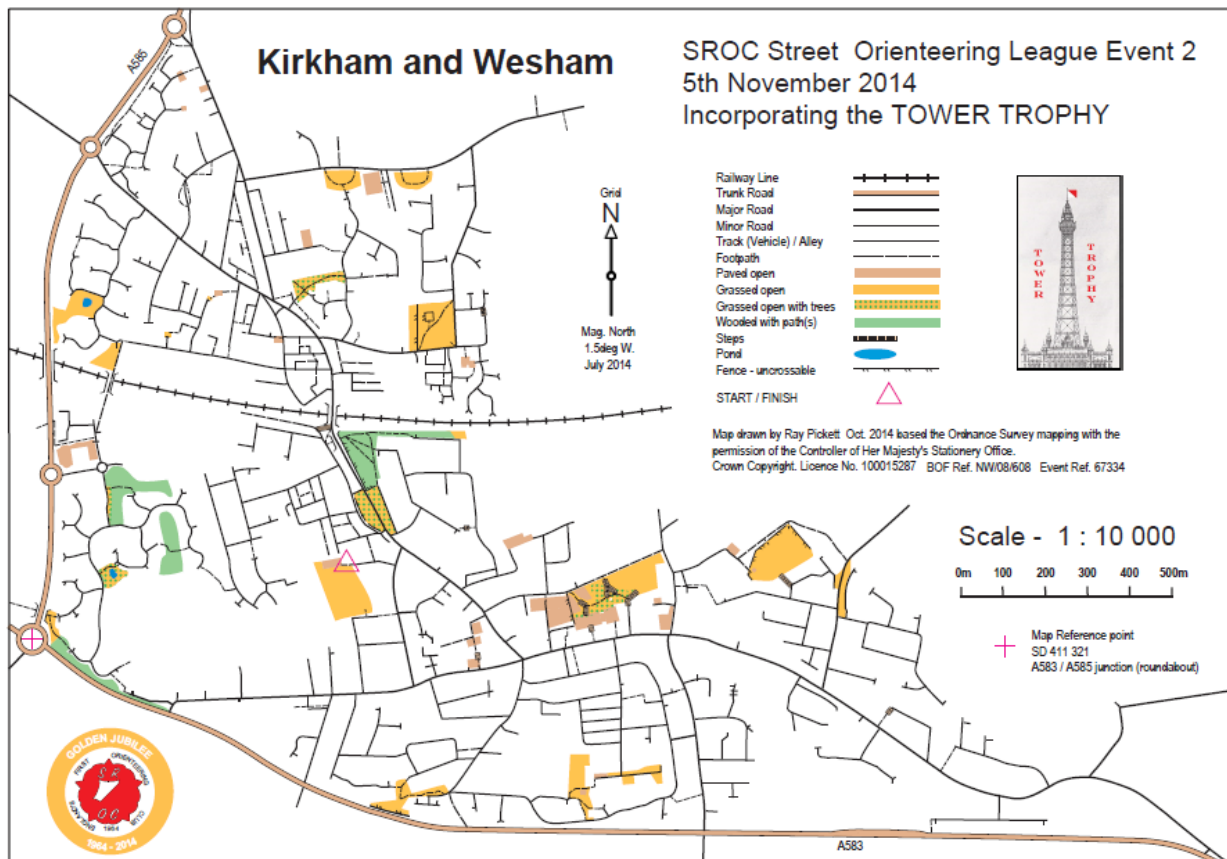 Kirkham and Wesham
SROC Street Orienteering League Event 2
5th November 2014
Incorporating the TOWER TROPHY
A585
Grid
N
Mag. North
1.5deg W.
July 2014
Railway Line
Trunk Road
Major Road
Minor Road
Track (Vehicle) / Alley
Footpath
Paved open
Grassed open
Grassed open with trees
Wooded with path(s)
Steps
Pond
Fence - uncrossable
START / FINISH
TOWER
TROPHY
Map drawn by Ray Pickett Oct. 2014 based the Ordnance Survey mapping with the
permission of the Controller of Her Majesty's Stationery Office.
Crown Copyright. Licence No. 100015287 BOF Ref. NW/08/608 Event Ref. 67334
Scale - 1 : 10 000
0m 100 200 300 400 500m
Map Reference point
SD 411 321
A583 / A585 junction (roundabout)
GOLDEN JUBILEE
ENGLAND'S FIRST ORIENTEERING CLUB
S R
O C
1964
1964 - 2014
A583